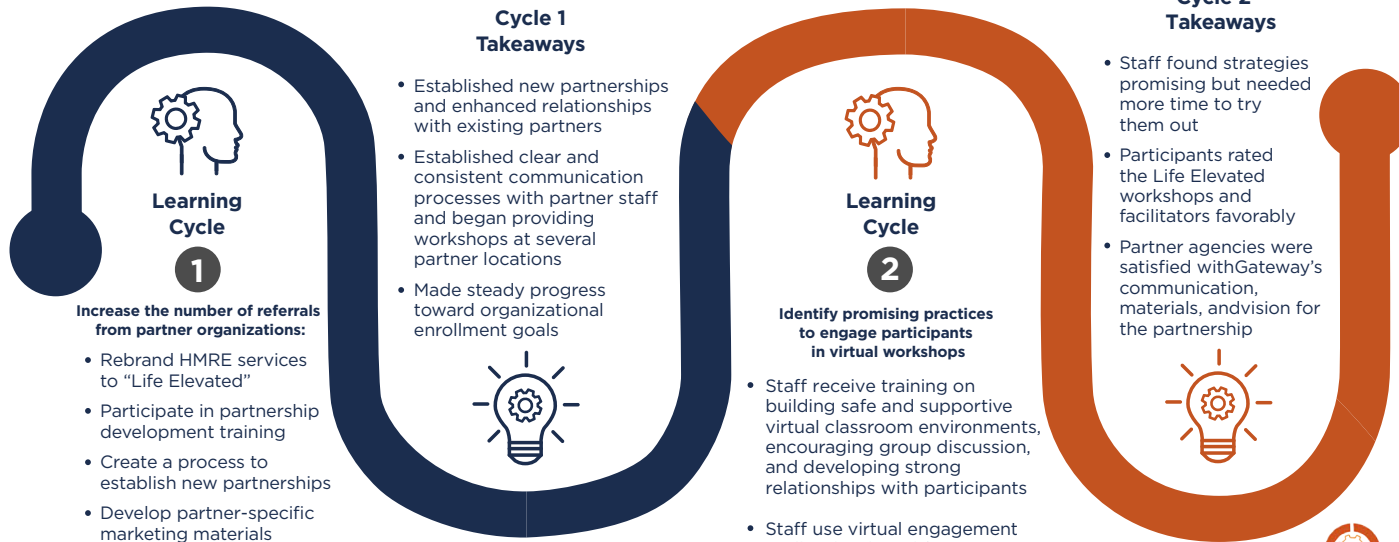 Learning
Cycle
1
Increase the number of referrals
from partner organizations:
• Rebrand HMRE services
to “Life Elevated”
• Participate in partnership
development training
• Create a process to
establish new partnerships
• Develop partner-specific
marketing materials
Cycle 1
Takeaways
• Established new partnerships
and enhanced relationships
with existing partners
• Established clear and
consistent communication
processes with partner staff
and began providing
workshops at several
partner locations
• Made steady progress
toward organizational
enrollment goals
Learning
Cycle
2
Identify promising practices
to engage participants
in virtual workshops
• Staff receive training on
building safe and supportive
virtual classroom environments,
encouraging group discussion,
and developing strong
relationships with participants
• Staff use virtual engagement
Cycle 2
Takeaways
• Staff found strategies
promising but needed
more time to try
them out
• Participants rated
the Life Elevated
workshops and
facilitators favorably
• Partner agencies were
satisfied withGateway’s
communication,
materials, andvision for
the partnership